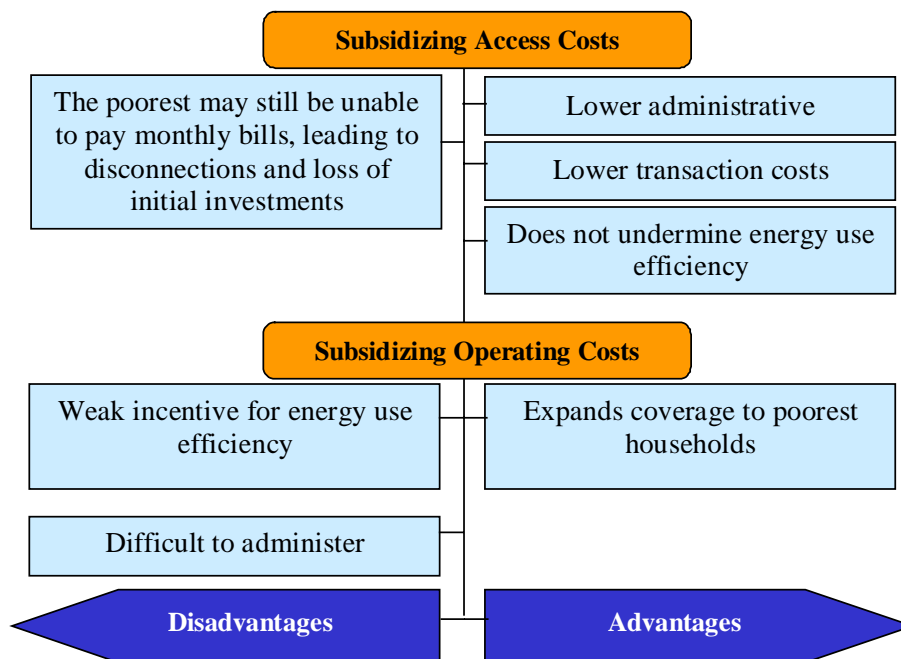 Subsidizing Access Costs
The poorest may still be unable
to pay monthly bills, leading to
disconnections and loss of
initial investments
Lower administrative
Lower transaction costs
Does not undermine energy use
efficiency
Subsidizing Operating Costs
Weak incentive for energy use
efficiency
Expands coverage to poorest
households
Difficult to administer
Disadvantages
Advantages